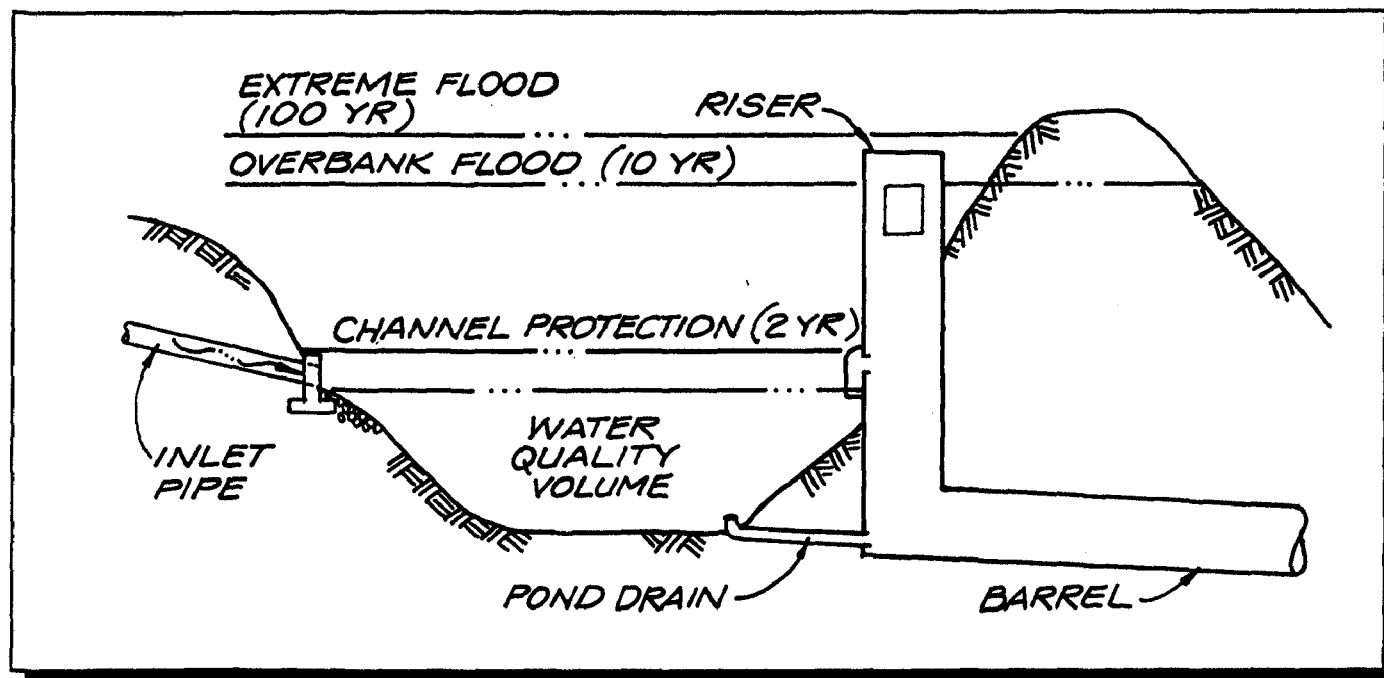 EXTREME FLOOD
(100 YR)
RISER
OVERBANK FLOOD (10 YR)
CHANNEL PROTECTION (2 YR)
INLET
PIPE
WATER
QUALITY
VOLUME
POND DRAIN
BARREL